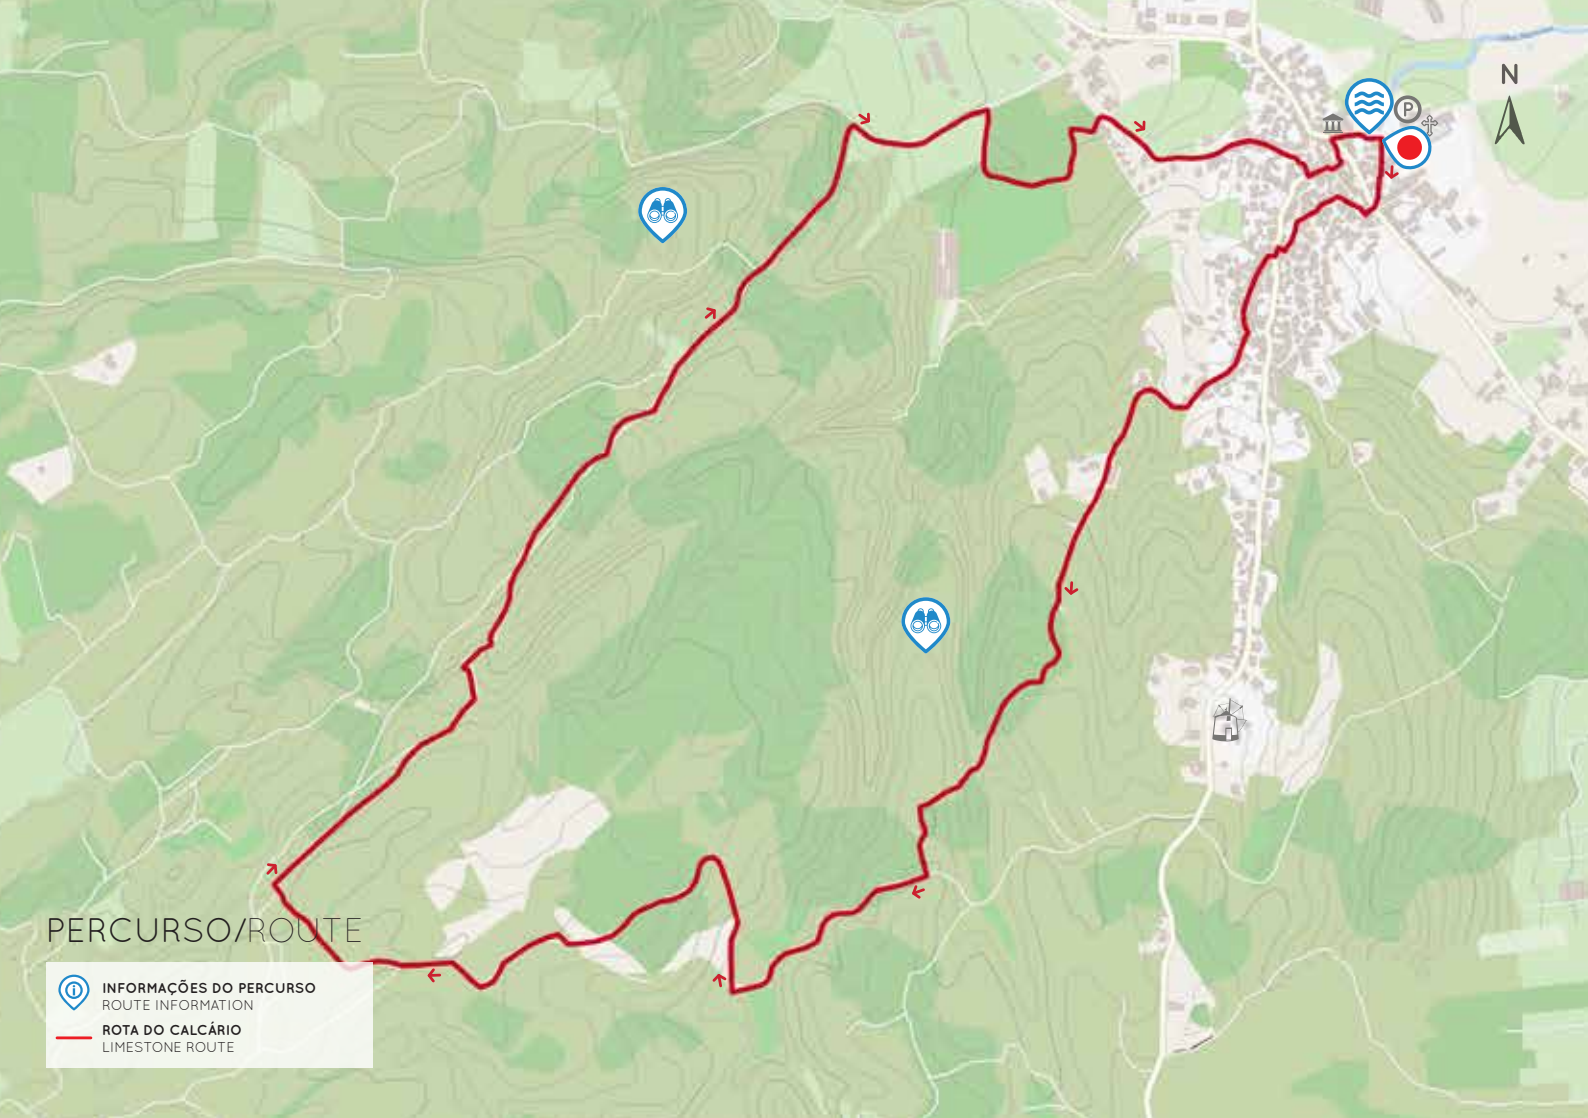 N
P
PERCURSO/ROUTE
INFORMAÇÕES DO PERCURSO
ROUTE INFORMATION
ROTA DO CALCÁRIO
LIMESTONE ROUTE